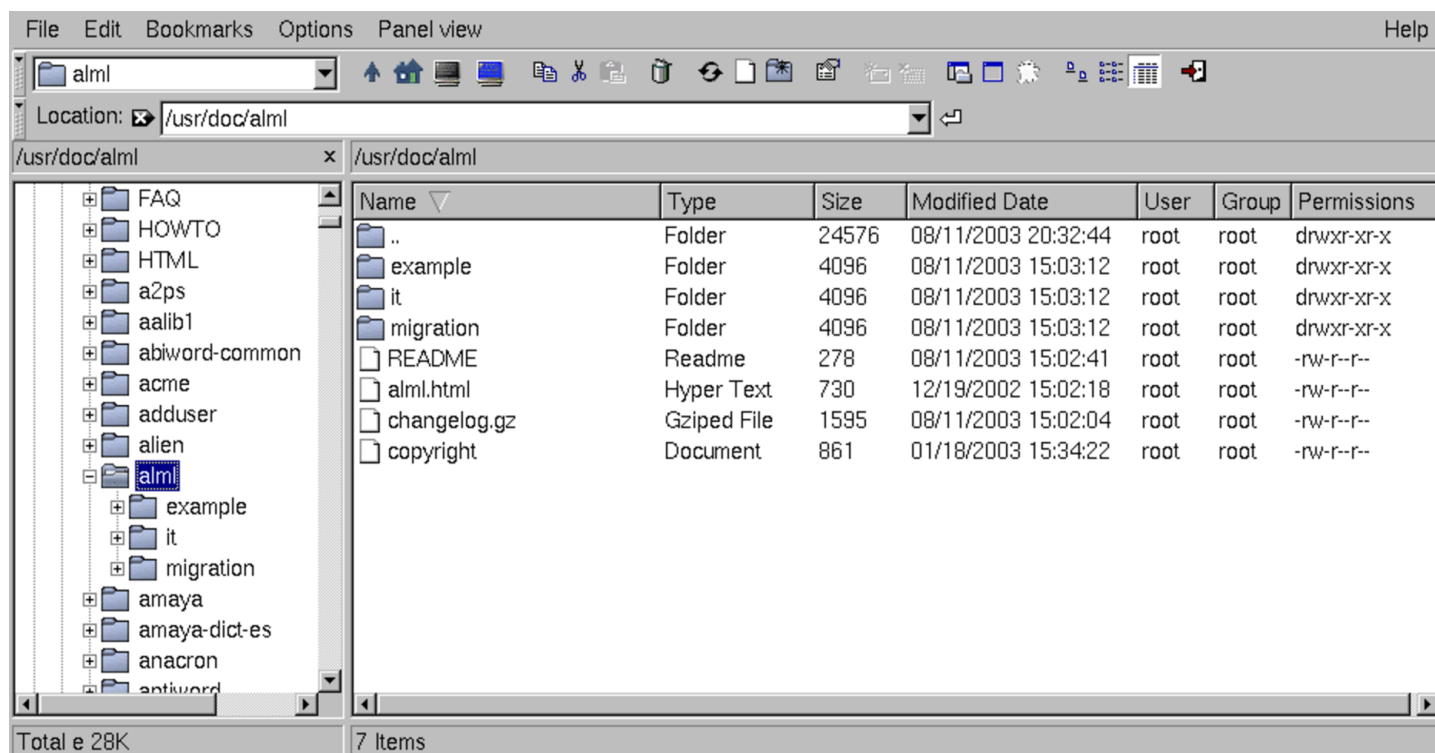 File Edit Bookmarks Options Panel view Help
alml
Location: /usr/doc/alml
/usr/doc/alml x /usr/doc/alml
FAQ
HOWTO
HTML
a2ps
aalib1
abiword-common
acme
adduser
alien
alml
example
it
migration
amaya
amaya-dict-es
anacron
antiword
Name Type Size Modified Date User Group Permissions
.. Folder 24576 08/11/2003 20:32:44 root root drwxr-xr-x
example Folder 4096 08/11/2003 15:03:12 root root drwxr-xr-x
it Folder 4096 08/11/2003 15:03:12 root root drwxr-xr-x
migration Folder 4096 08/11/2003 15:03:12 root root drwxr-xr-x
README Readme 278 08/11/2003 15:02:41 root root -rw-r--r--
alml.html Hyper Text 730 12/19/2002 15:02:18 root root -rw-r--r--
changelog.gz Gziped File 1595 08/11/2003 15:02:04 root root -rw-r--r--
copyright Document 861 01/18/2003 15:34:22 root root -rw-r--r--
Total e 28K
7 Items